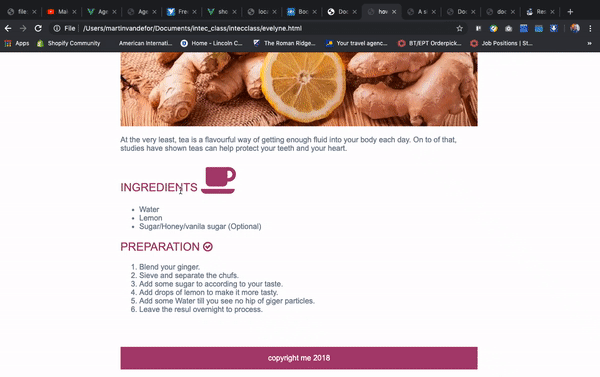 file:
Mai
Age
Age
Fre
sho
loca
Boo
Doc
how
A si
Do
doc
Res
File | /Users/martinvandefor/Documents/intec_class/intecclass/evelyne.html
Apps
Shopify Community
American Internati...
Home - Lincoln C...
The Roman Ridge...
Your travel agenc...
BT/EPT Orderpick...
Job Positions | St...
At the very least, tea is a flavourful way of getting enough fluid into your body each day. On to of that,
studies have shown teas can help protect your teeth and your heart.
INGREDIENTS
• Water
• Lemon
• Sugar/Honey/vanila sugar (Optional)
PREPARATION
1. Blend your ginger.
2. Sieve and separate the chufs.
3. Add some sugar to according to your taste.
4. Add drops of lemon to make it more tasty.
5. Add some Water till you see no hip of giger particles.
6. Leave the resul overnight to process.
copyright me 2018